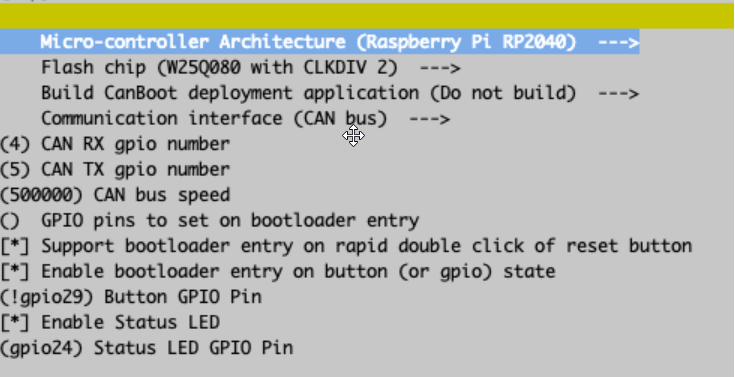 Micro-controller Architecture (Raspberry Pi RP2040) --->
Flash chip (W25Q080 with CLKDIV 2) --->
Build CanBoot deployment application (Do not build) --->
Communication interface (CAN bus) --->
(4) CAN RX gpio number
(5) CAN TX gpio number
(500000) CAN bus speed
() GPIO pins to set on bootloader entry
[*] Support bootloader entry on rapid double click of reset button
[*] Enable bootloader entry on button (or gpio) state
(!gpio29) Button GPIO Pin
[*] Enable Status LED
(gpio24) Status LED GPIO Pin